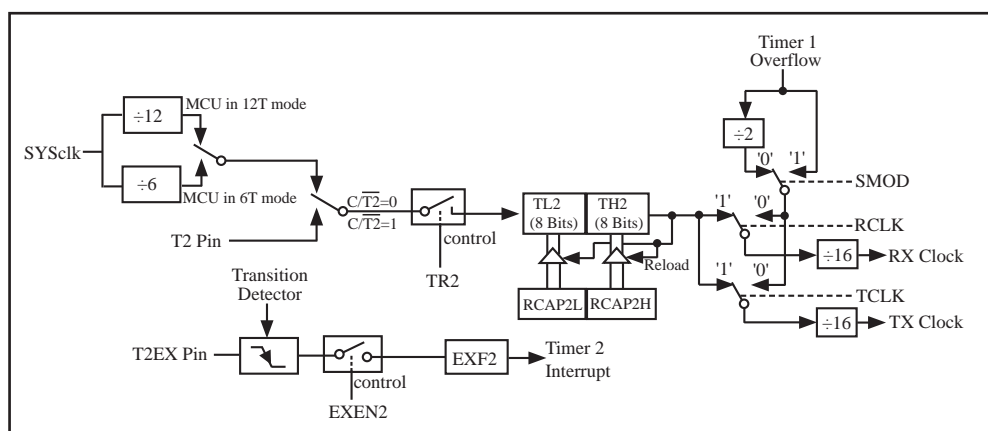 Timer 1
Overflow
÷12
MCU in 12T mode
SYSclk
÷6
MCU in 6T mode
÷2
'0'
'1'
SMOD
C/T2=0
C/T2=1
T2 Pin
control
TR2
TL2
(8 Bits)
TH2
(8 Bits)
'1'
'0'
RCLK
Reload
÷16
RX Clock
RCAP2L
RCAP2H
'1'
'0'
TCLK
÷16
TX Clock
Transition
Detector
T2EX Pin
control
EXEN2
EXF2
Timer 2
Interrupt